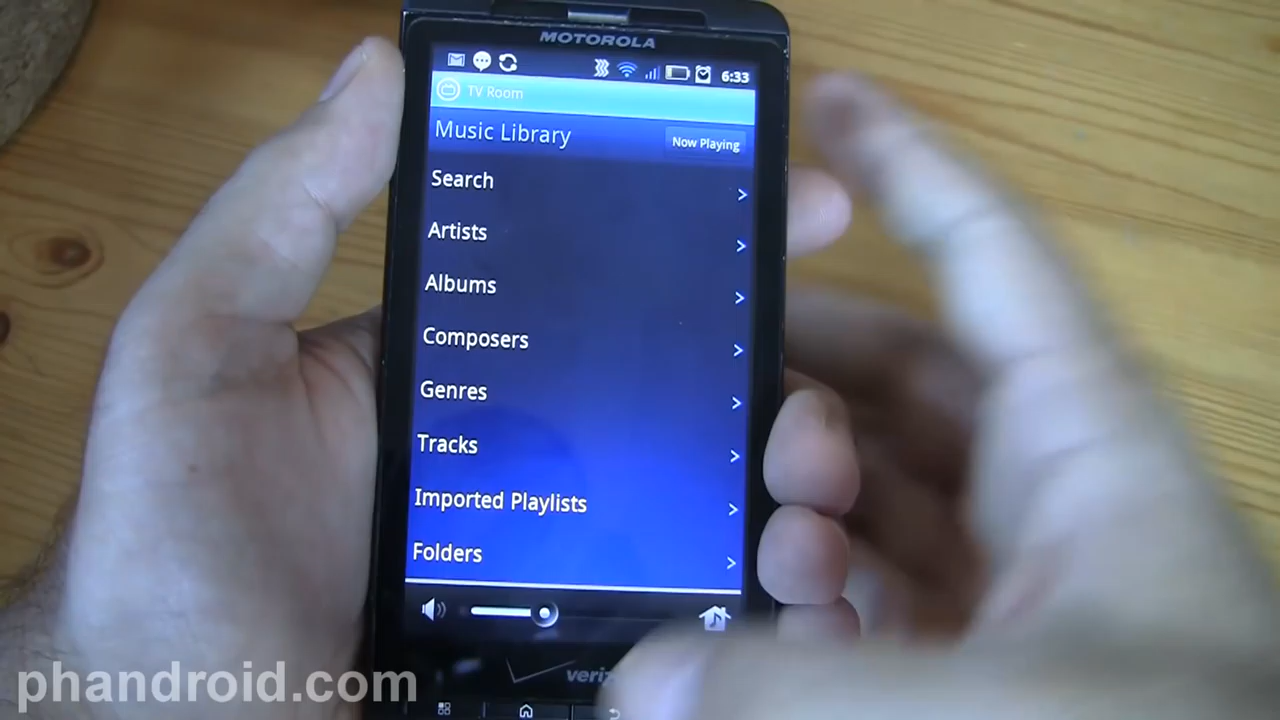 MOTOROLA
6:33
TV Room
Music Library
Now Playing
Search
Artists
Albums
Composers
Genres
Tracks
Imported Playlists
Folders
phandroid.com